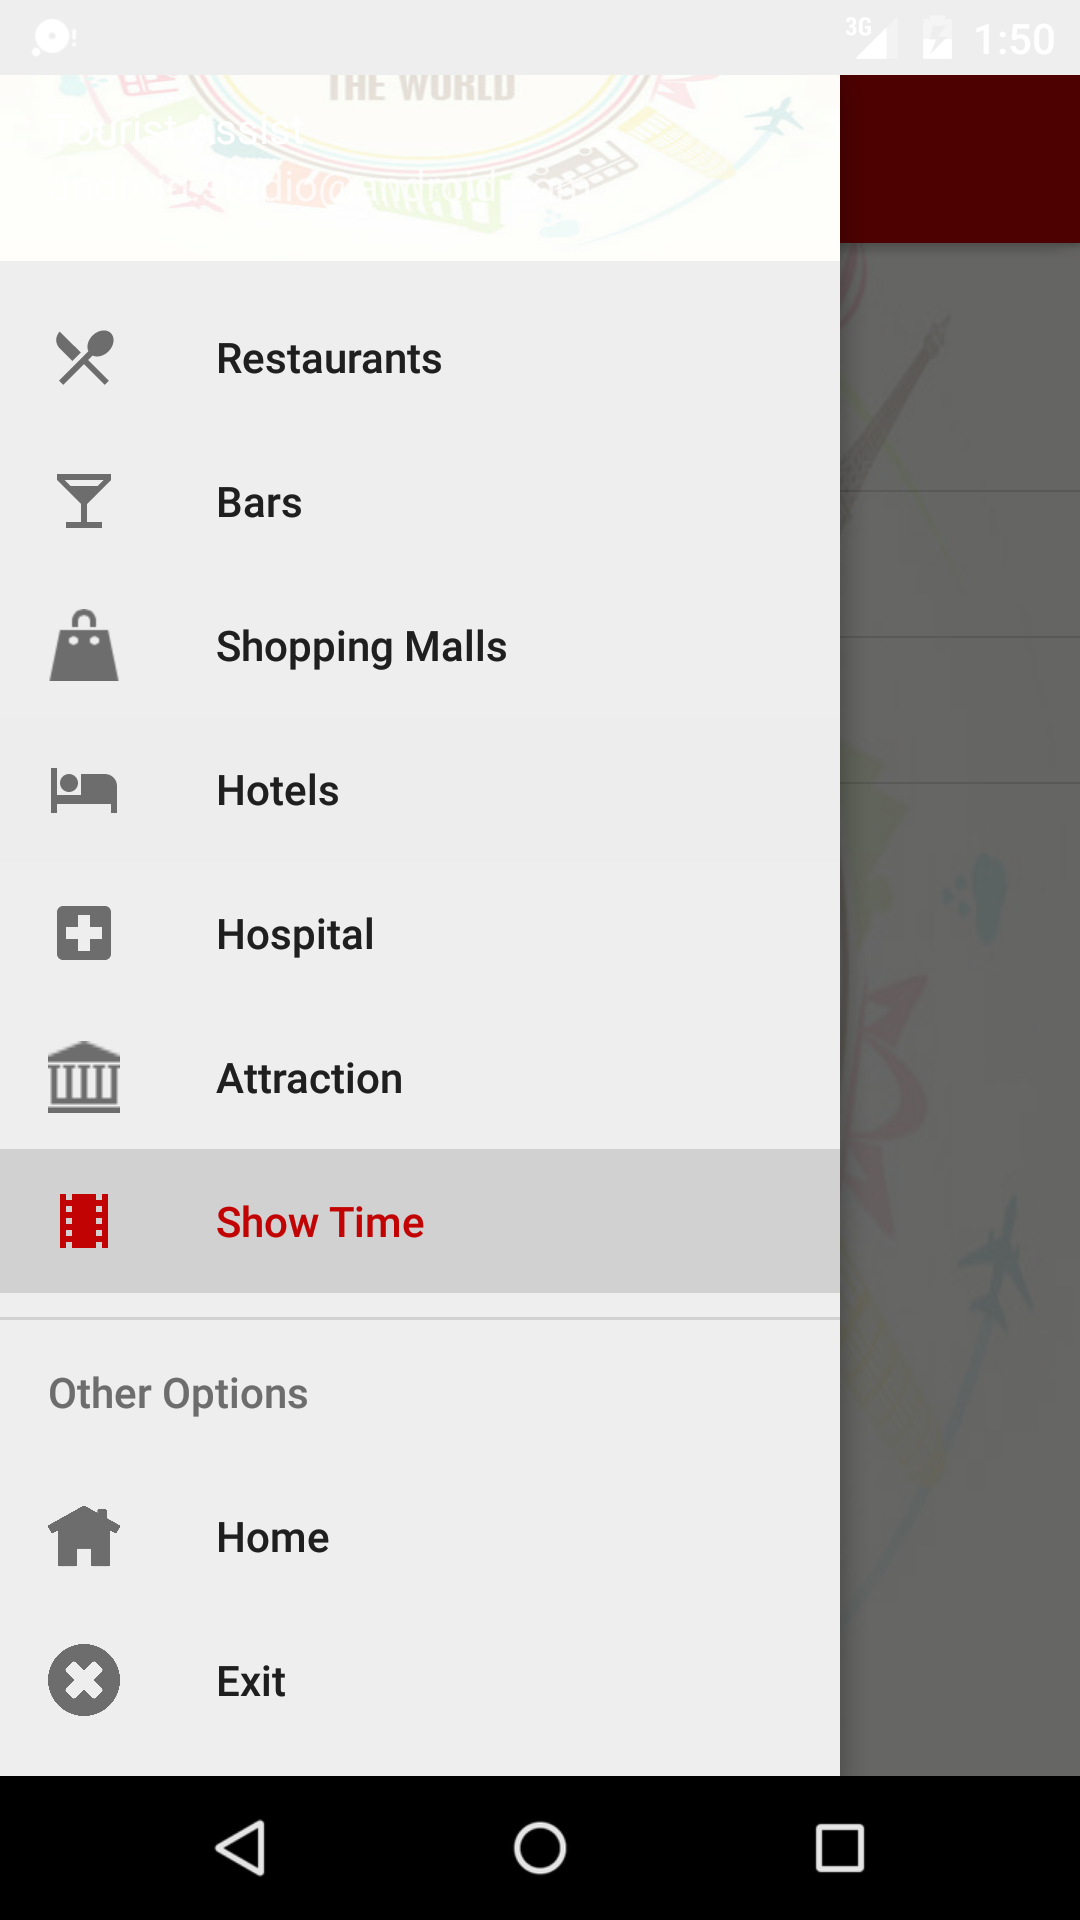 3G
1:50
THE WORLD
Tourist Assist
Restaurants
Bars
Shopping Malls
Hotels
Hospital
Attraction
Show Time
Other Options
Home
Exit